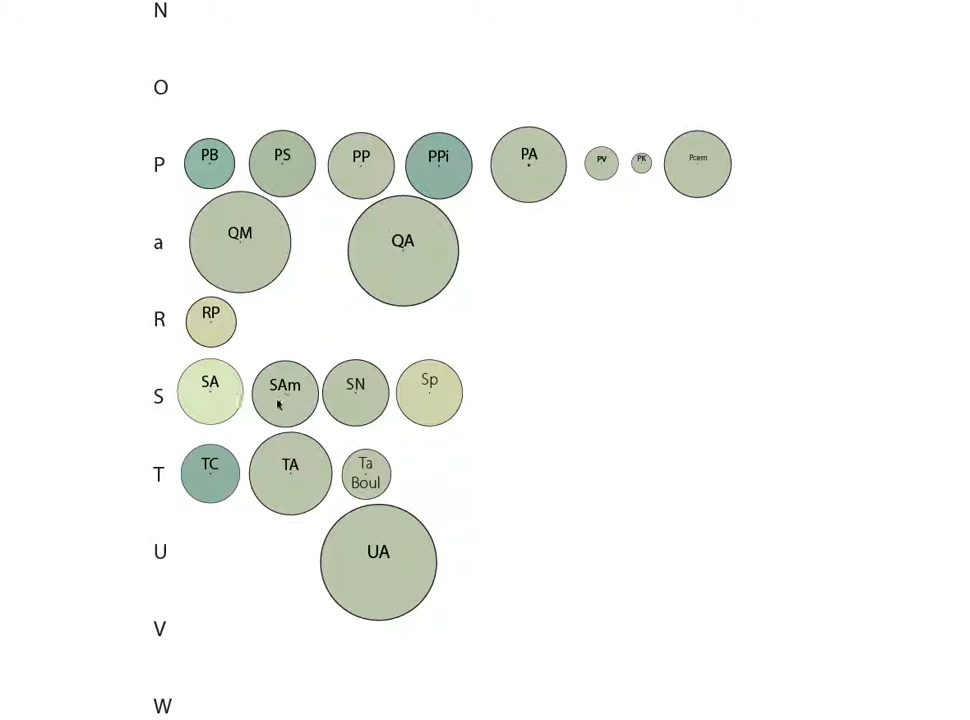 N
O
P PB PS PP PPi PA PV PK Pcem
a QM QA
R RP
S SA SAm SN Sp
T TC TA Ta
Boul
U UA
V
W